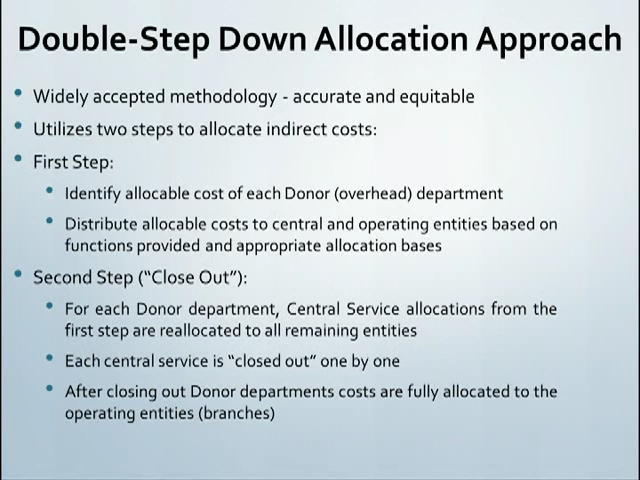 Double-Step Down Allocation Approach
• Widely accepted methodology - accurate and equitable
• Utilizes two steps to allocate indirect costs:
• First Step:
• Identify allocable cost of each Donor (overhead) department
• Distribute allocable costs to central and operating entities based on
functions provided and appropriate allocation bases
• Second Step (“Close Out”):
• For each Donor department, Central Service allocations from the
first step are reallocated to all remaining entities
• Each central service is “closed out” one by one
• After closing out Donor departments costs are fully allocated to the
operating entities (branches)